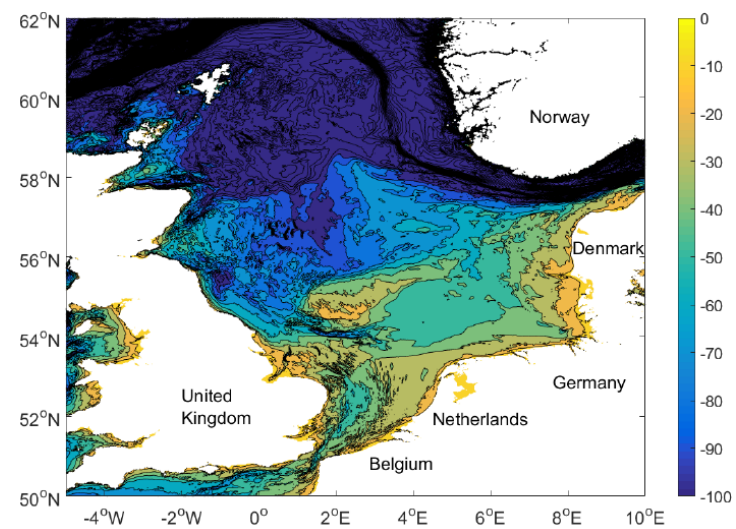 62°N
60°N
58°N
56°N
54°N
52°N
50°N
-4°W
-2°W
0°
2°E
4°E
6°E
8°E
10°E
Norway
Denmark
Germany
United
Kingdom
Netherlands
Belgium
0
-10
-20
-30
-40
-50
-60
-70
-80
-90
-100